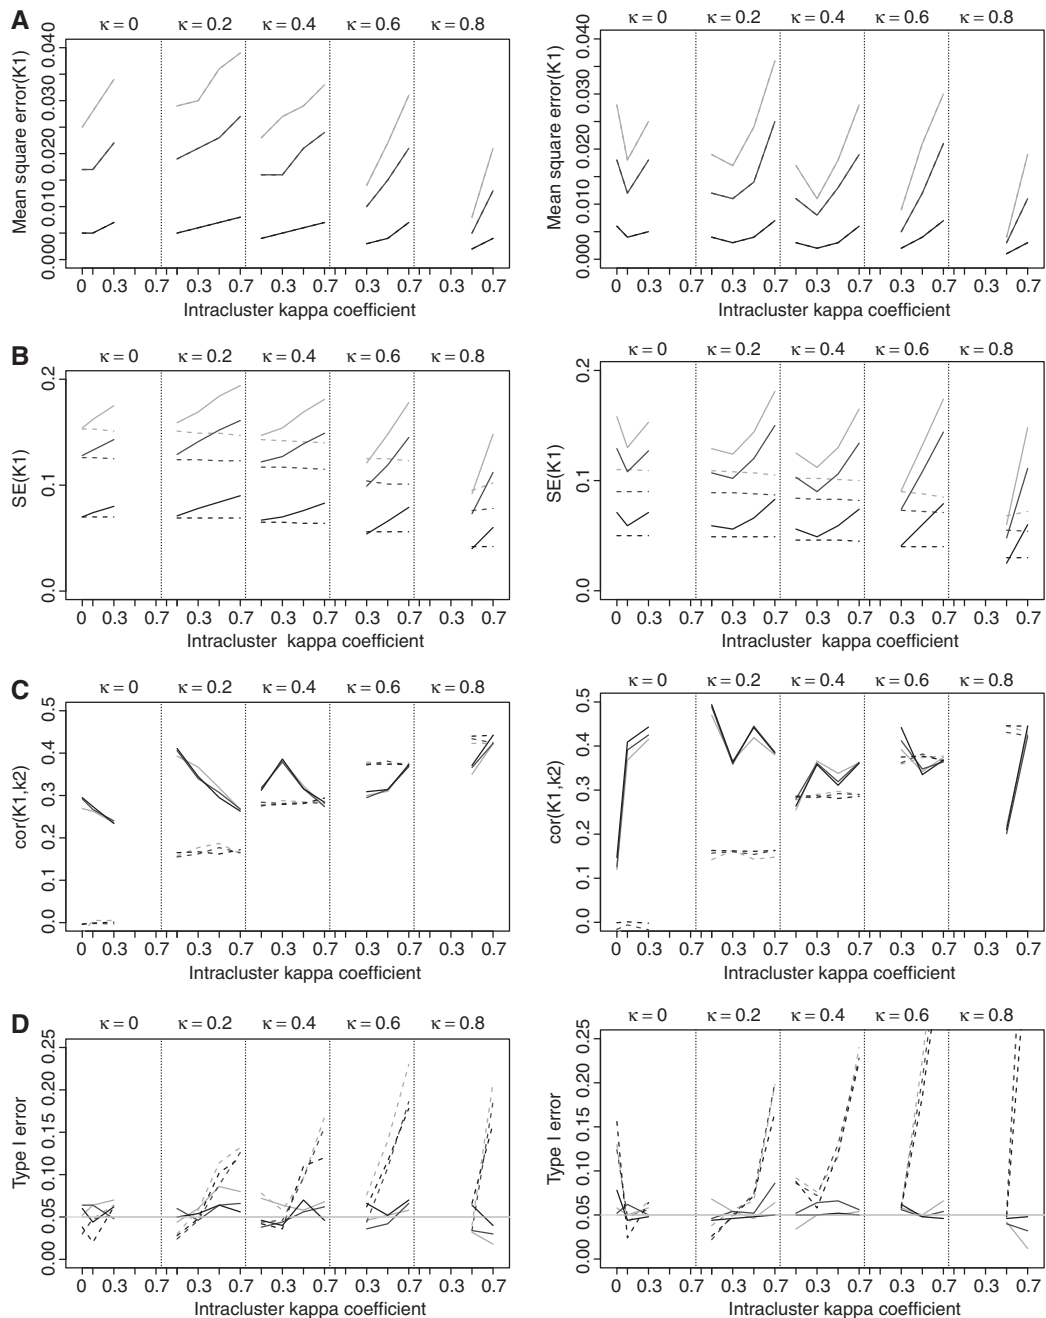 A
κ = 0 κ = 0.2 κ = 0.4 κ = 0.6 κ = 0.8
Mean square error(K1)
0.000 0.010 0.020 0.030 0.040
0 0.3 0.7 0.3 0.7 0.3 0.7 0.3 0.7 0.3 0.7
Intracluster kappa coefficient
κ = 0 κ = 0.2 κ = 0.4 κ = 0.6 κ = 0.8
Mean square error(K1)
0.000 0.010 0.020 0.030 0.040
0 0.3 0.7 0.3 0.7 0.3 0.7 0.3 0.7 0.3 0.7
Intracluster kappa coefficient
B
κ = 0 κ = 0.2 κ = 0.4 κ = 0.6 κ = 0.8
SE(K1)
0.0 0.1 0.2
0 0.3 0.7 0.3 0.7 0.3 0.7 0.3 0.7 0.3 0.7
Intracluster kappa coefficient
κ = 0 κ = 0.2 κ = 0.4 κ = 0.6 κ = 0.8
SE(K1)
0.0 0.1 0.2
0 0.3 0.7 0.3 0.7 0.3 0.7 0.3 0.7 0.3 0.7
Intracluster kappa coefficient
C
κ = 0 κ = 0.2 κ = 0.4 κ = 0.6 κ = 0.8
cor(K1,k2)
0.0 0.1 0.2 0.3 0.4 0.5
0 0.3 0.7 0.3 0.7 0.3 0.7 0.3 0.7 0.3 0.7
Intracluster kappa coefficient
κ = 0 κ = 0.2 κ = 0.4 κ = 0.6 κ = 0.8
cor(K1,k2)
0.0 0.1 0.2 0.3 0.4 0.5
0 0.3 0.7 0.3 0.7 0.3 0.7 0.3 0.7 0.3 0.7
Intracluster kappa coefficient
D
κ = 0 κ = 0.2 κ = 0.4 κ = 0.6 κ = 0.8
Type I error
0.00 0.05 0.10 0.15 0.20 0.25
0 0.3 0.7 0.3 0.7 0.3 0.7 0.3 0.7 0.3 0.7
Intracluster kappa coefficient
κ = 0 κ = 0.2 κ = 0.4 κ = 0.6 κ = 0.8
Type I error
0.00 0.05 0.10 0.15 0.20 0.25
0 0.3 0.7 0.3 0.7 0.3 0.7 0.3 0.7 0.3 0.7
Intracluster kappa coefficient